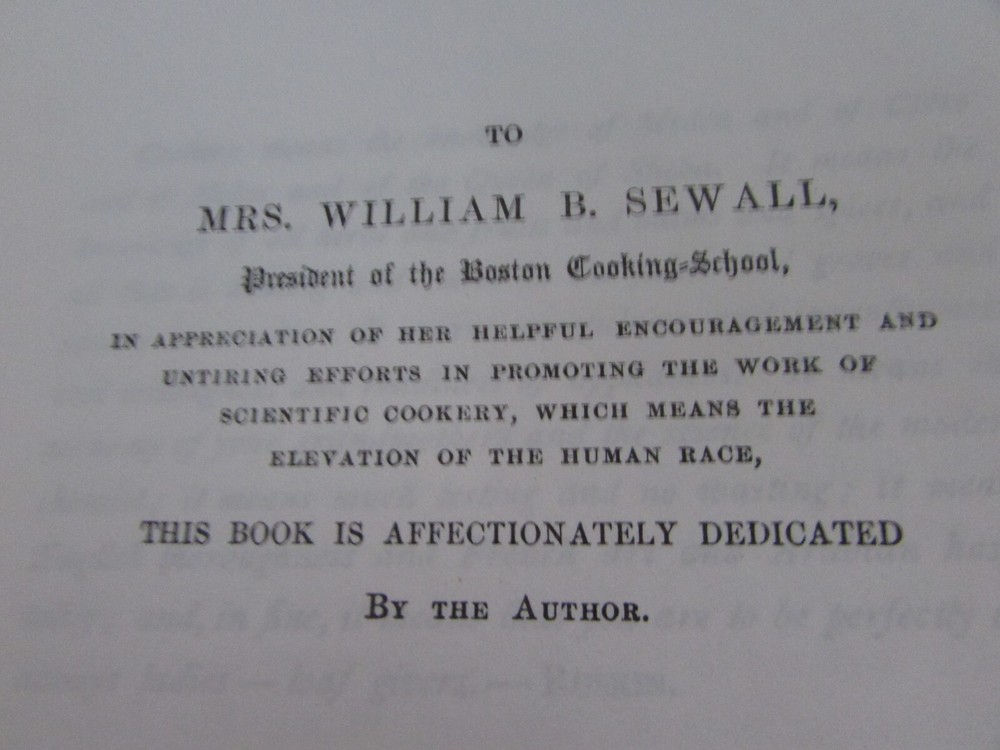 TO
MRS. WILLIAM B. SEWALL,
President of the Boston Cooking-School,
IN APPRECIATION OF HER HELPFUL ENCOURAGEMENT AND
UNTIRING EFFORTS IN PROMOTING THE WORK OF
SCIENTIFIC COOKERY, WHICH MEANS THE
ELEVATION OF THE HUMAN RACE,
THIS BOOK IS AFFECTIONATELY DEDICATED
BY THE AUTHOR.